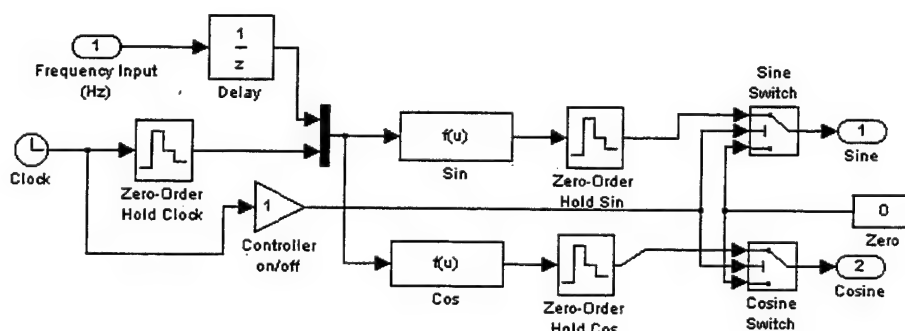 1
Frequency Input
(Hz)
1
z
Delay
Clock
Zero-Order
Hold Clock
1
Controller
on/off
f(u)
Sin
Zero-Order
Hold Sin
f(u)
Cos
Zero-Order
Hold Cos
Sine
Switch
1
Sine
0
Zero
2
Cosine
Cosine
Switch